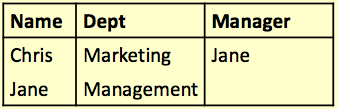 Name Dept Manager
Chris Marketing Jane
Jane Management